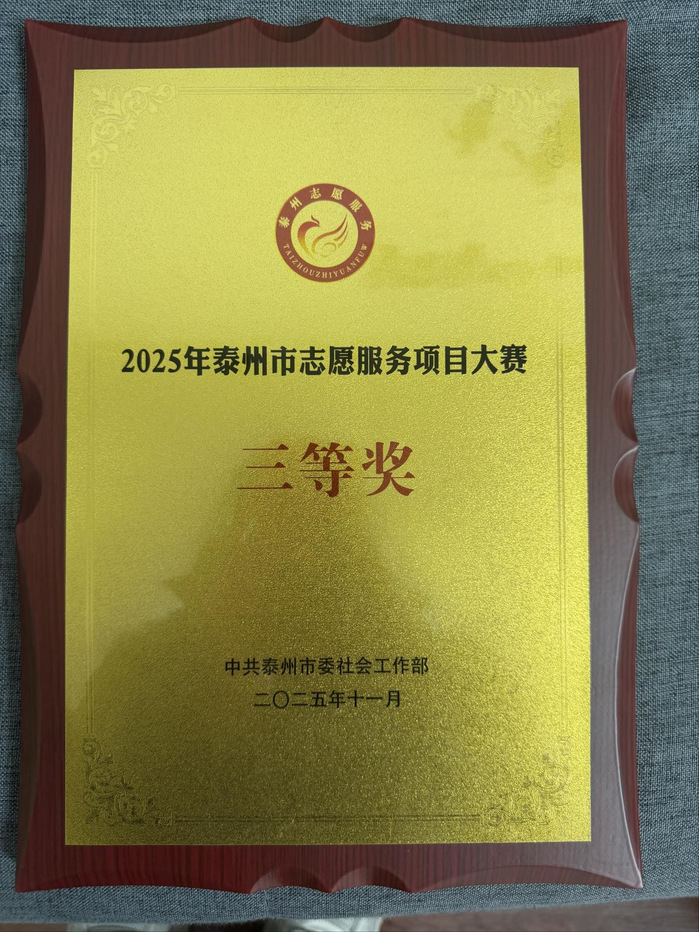 泰州志愿服务
TAIZHOUZHIYUANFUW
2025年泰州市志愿服务项目大赛
三等奖
中共泰州市委社会工作部
二〇二五年十一月